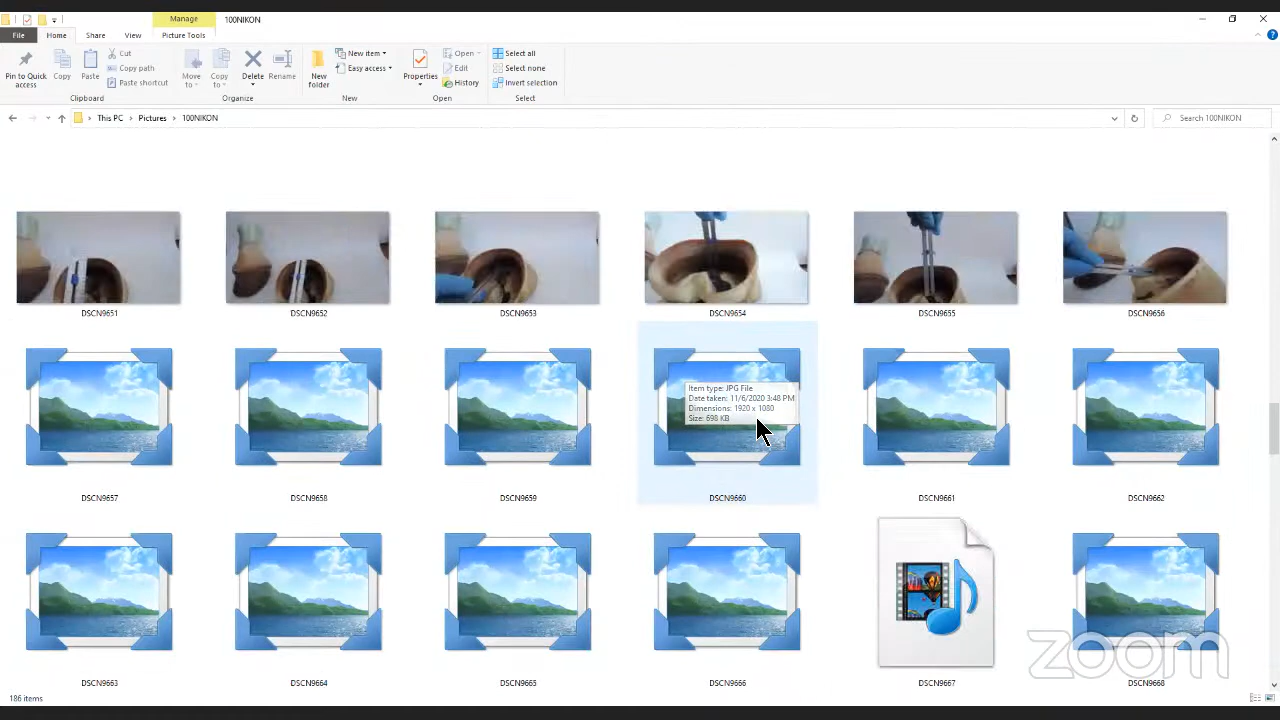 Manage
100NIKON
File
Home
Share
View
Picture Tools
Pin to Quick access
Copy
Paste
Cut
Copy path
Paste shortcut
Clipboard
Move to
Copy to
Delete
Rename
Organize
New folder
New item
Easy access
New
Properties
Open
Edit
History
Open
Select all
Select none
Invert selection
Select
This PC > Pictures > 100NIKON
Search 100NIKON
DSCN9651
DSCN9652
DSCN9653
DSCN9654
DSCN9655
DSCN9656
Item type: JPG File
Date taken: 11/6/2020 3:48 PM
Dimensions: 1920 x 1080
Size: 698 KB
DSCN9657
DSCN9658
DSCN9659
DSCN9660
DSCN9661
DSCN9662
DSCN9663
DSCN9664
DSCN9665
DSCN9666
DSCN9667
DSCN9668
zoom
186 items